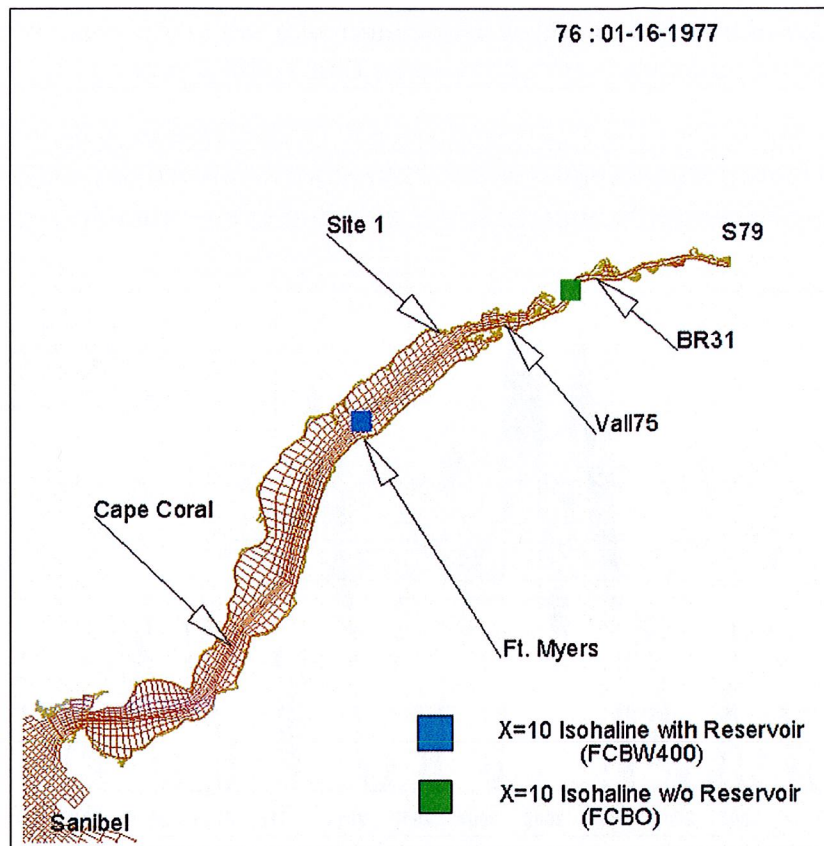 76 : 01-16-1977
Site 1
S79
BR31
Vall75
Cape Coral
Ft. Myers
X=10 Isohaline with Reservoir
(FCBW400)
X=10 Isohaline w/o Reservoir
(FCBO)
Sanibel